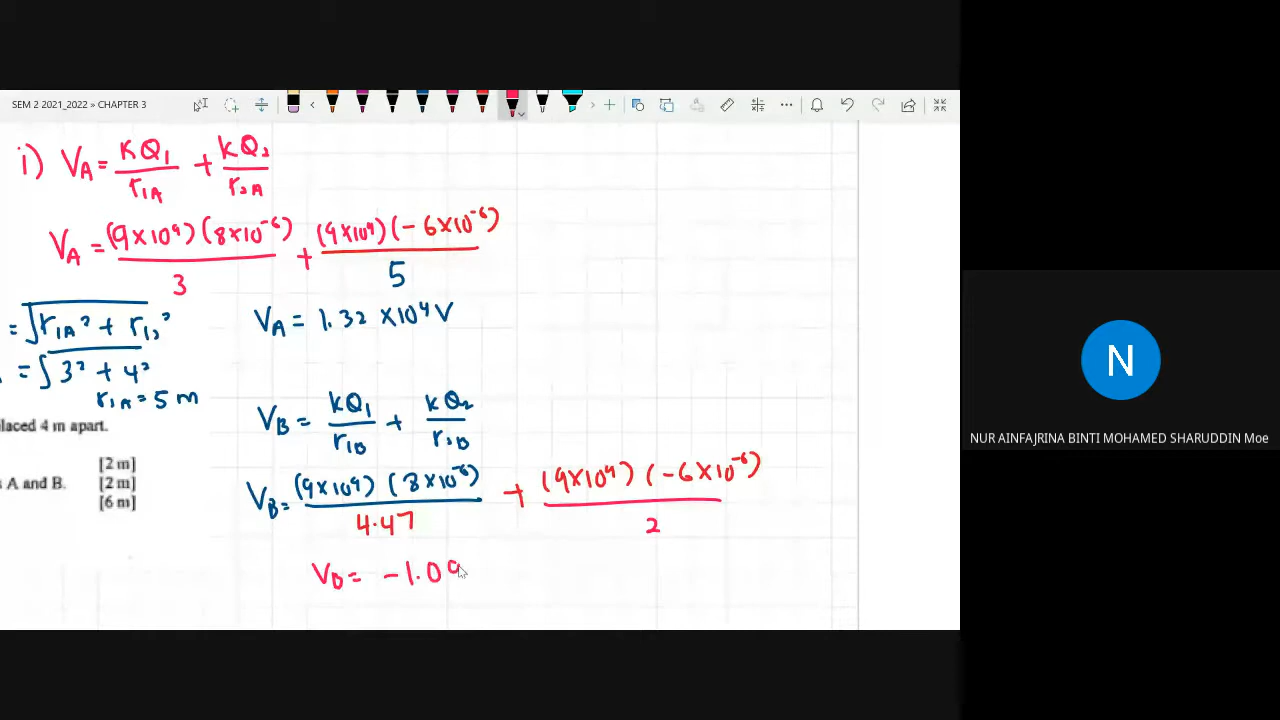 SEM 2 2021_2022 » CHAPTER 3
i) VA = KQ1/r1A + KQ2/r2A
VA = (9×10⁹)(8×10⁻⁶)/3 + (9×10⁹)(-6×10⁻⁶)/5
= √r1A² + r12²
VA = 1.32 ×10⁴ V
= √3² + 4²
r1A = 5 m
laced 4 m apart.
VB = kQ1/r1B + kQ2/r2B
[2 m]
s A and B. [2 m]
[6 m]
VB = (9×10⁹)(8×10⁻⁶)/4.47 + (9×10⁹)(-6×10⁻⁶)/2
VB = -1.09
N
NUR AINFAJRINA BINTI MOHAMED SHARUDDIN Moe